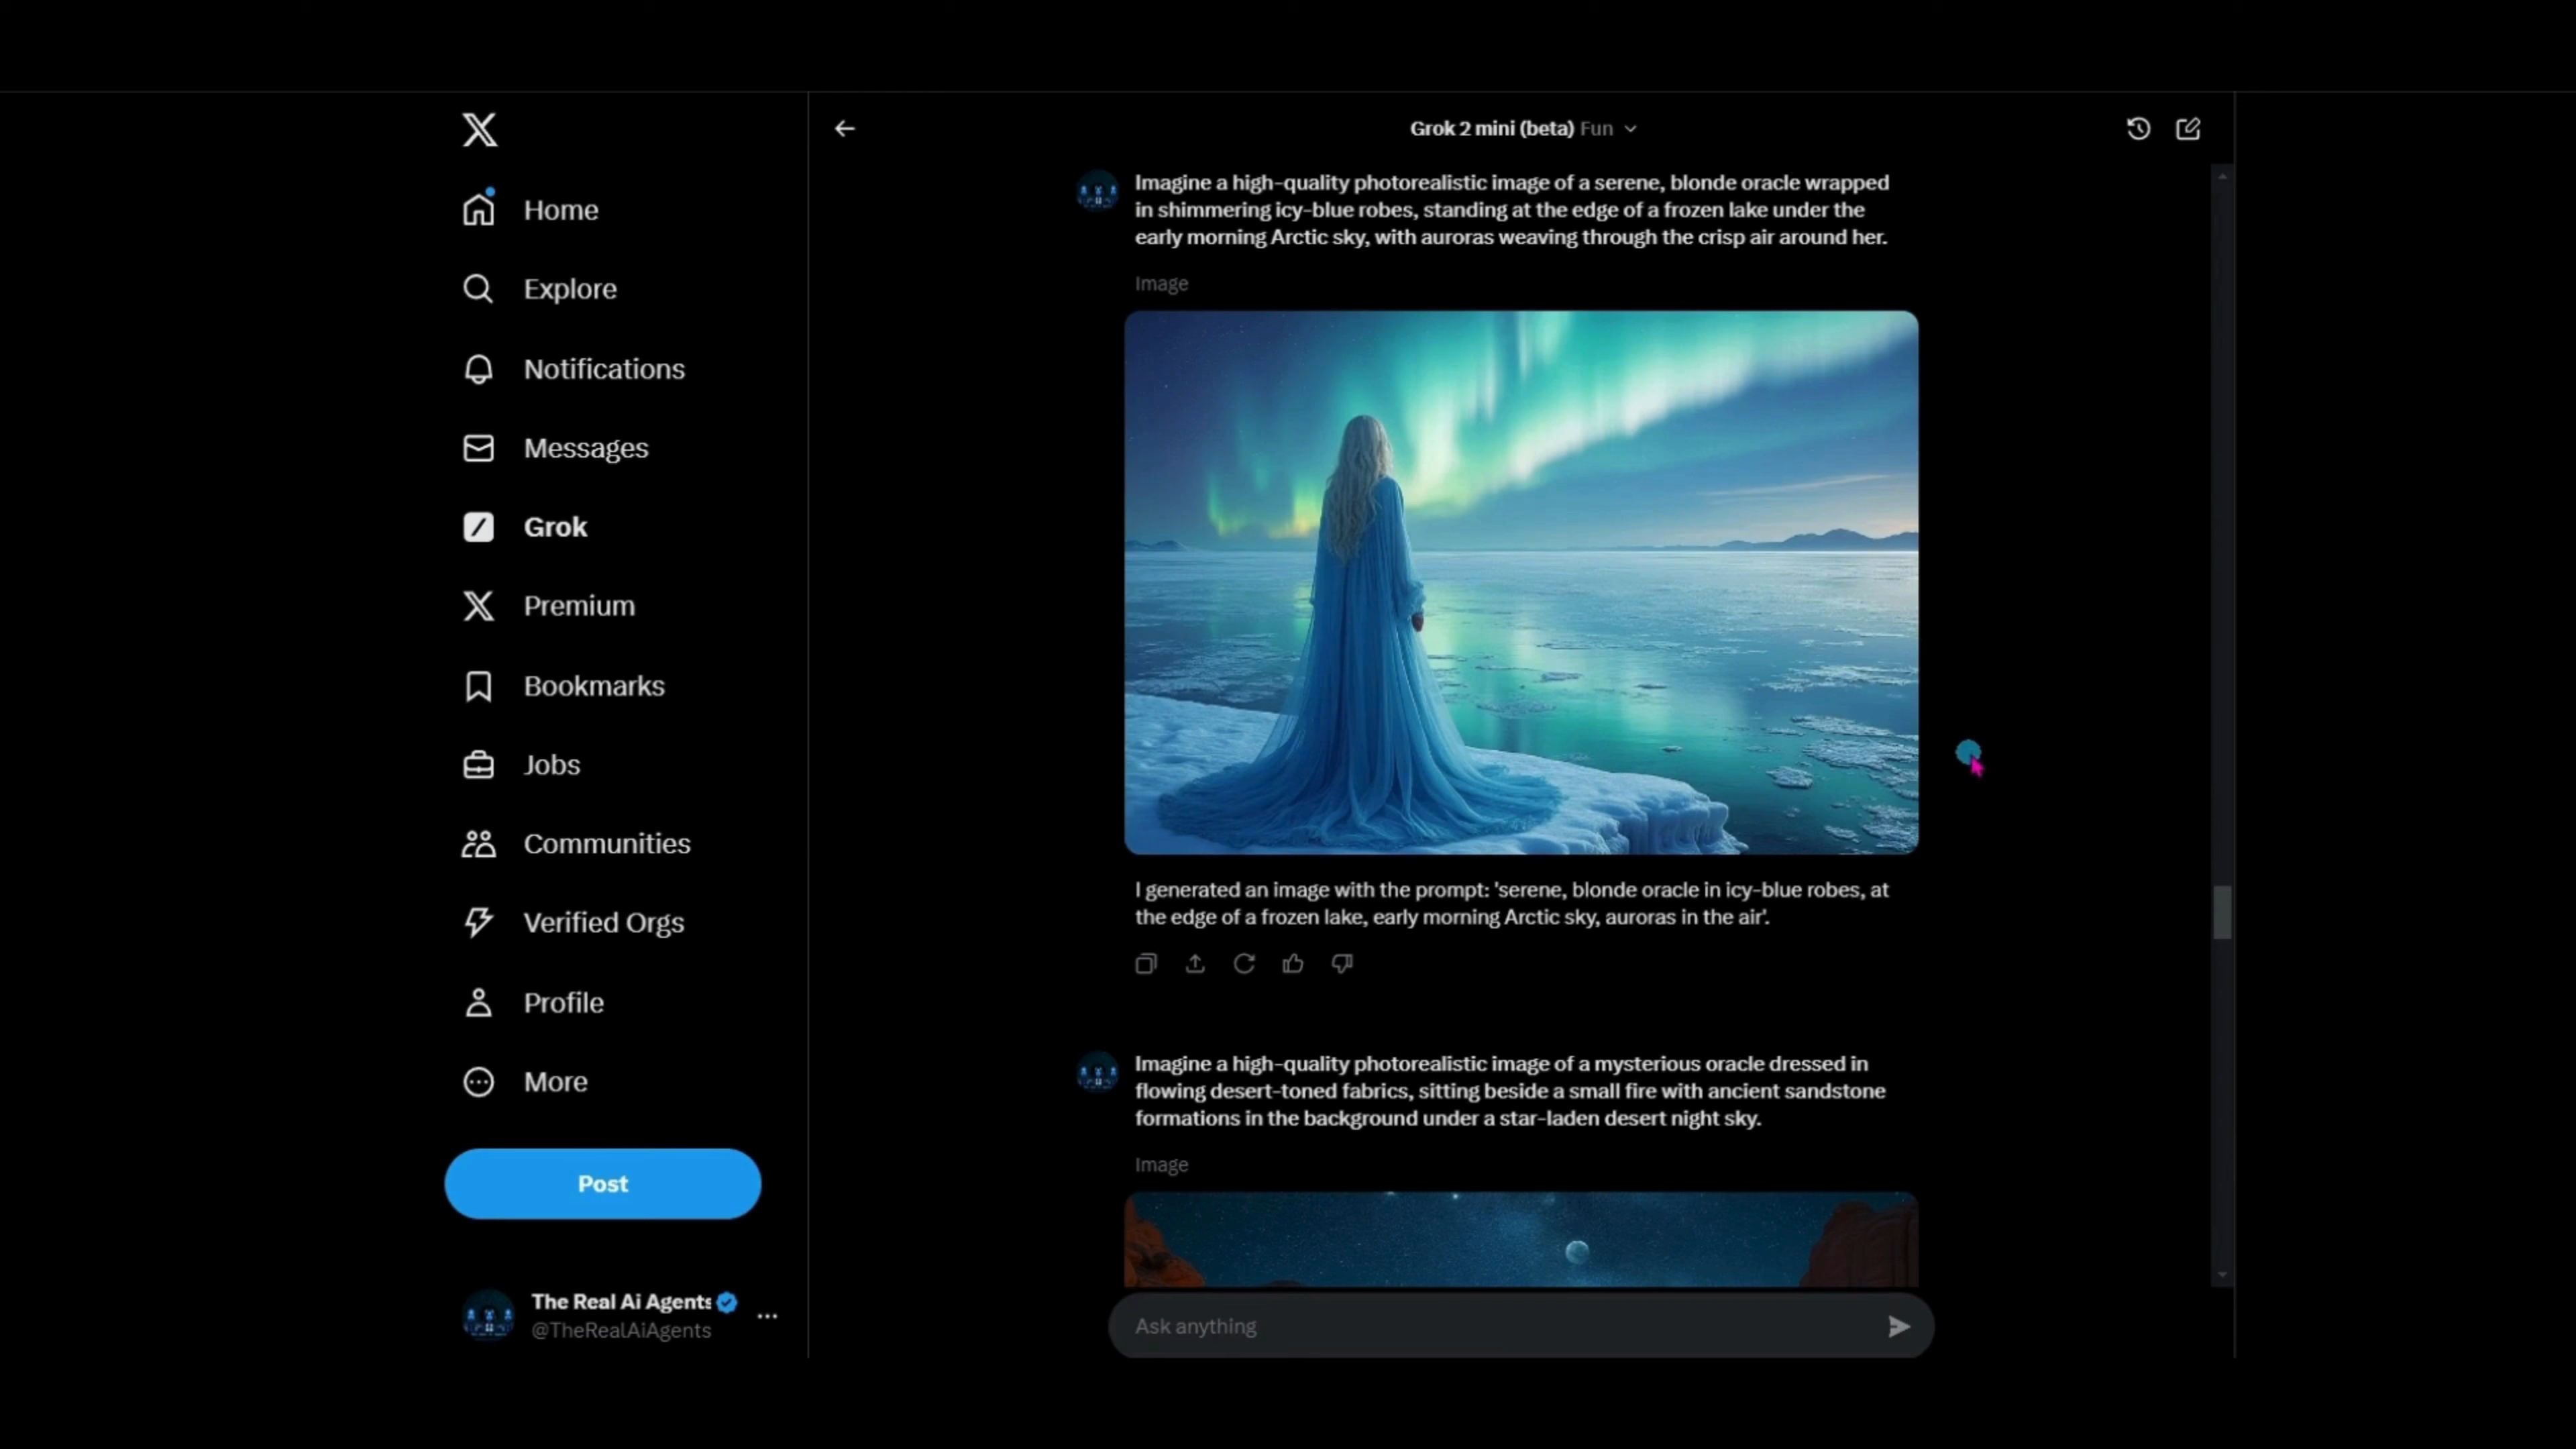 Home
Explore
Notifications
Messages
Grok
Premium
Bookmarks
Jobs
Communities
Verified Orgs
Profile
More
Post
The Real Ai Agents
@TheRealAiAgents
Grok 2 mini (beta) Fun
Imagine a high-quality photorealistic image of a serene, blonde oracle wrapped
in shimmering icy-blue robes, standing at the edge of a frozen lake under the
early morning Arctic sky, with auroras weaving through the crisp air around her.
Image
I generated an image with the prompt: 'serene, blonde oracle in icy-blue robes, at
the edge of a frozen lake, early morning Arctic sky, auroras in the air'.
Imagine a high-quality photorealistic image of a mysterious oracle dressed in
flowing desert-toned fabrics, sitting beside a small fire with ancient sandstone
formations in the background under a star-laden desert night sky.
Image
Ask anything